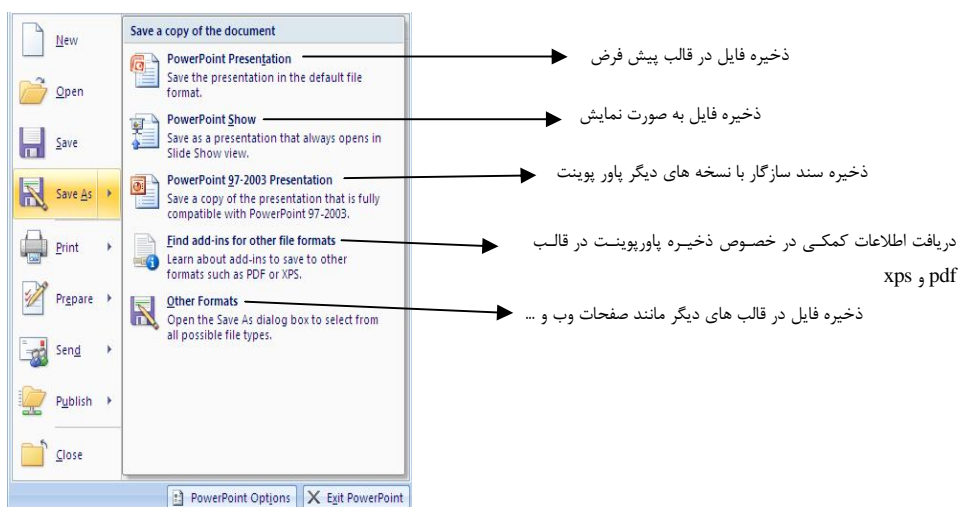 New
Open
Save
Save As
Print
Prepare
Send
Publish
Close
Save a copy of the document
PowerPoint Presentation
Save the presentation in the default file
format.
PowerPoint Show
Save as a presentation that always opens in
Slide Show view.
PowerPoint 97-2003 Presentation
Save a copy of the presentation that is fully
compatible with PowerPoint 97-2003.
Find add-ins for other file formats
Learn about add-ins to save to other
formats such as PDF or XPS.
Other Formats
Open the Save As dialog box to select from
all possible file types.
PowerPoint Options
Exit PowerPoint
ذخیره فایل در قالب پیش فرض
ذخیره فایل به صورت نمایش
ذخیره سند سازگار با نسخه های دیگر پاور پوینت
دریافت اطلاعات کمکـی در خصـوص ذخیـره پاورپوینـت در قالـب
pdf و xps
ذخیره فایل در قالب های دیگر مانند صفحات وب و ...